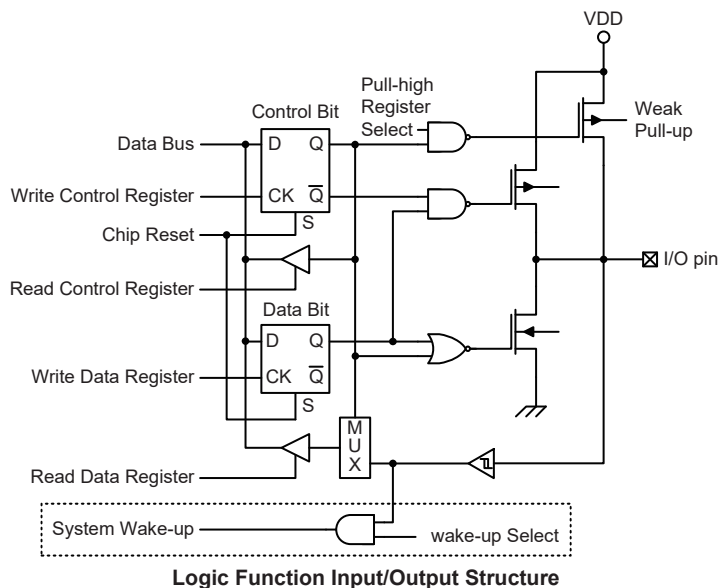 VDD
Pull-high
Register
Select
Weak
Pull-up
Control Bit
Data Bus
D
Q
Write Control Register
CK
Q
S
Chip Reset
I/O pin
Read Control Register
Data Bit
D
Q
Write Data Register
CK
Q
S
M
U
X
Read Data Register
System Wake-up
wake-up Select
Logic Function Input/Output Structure